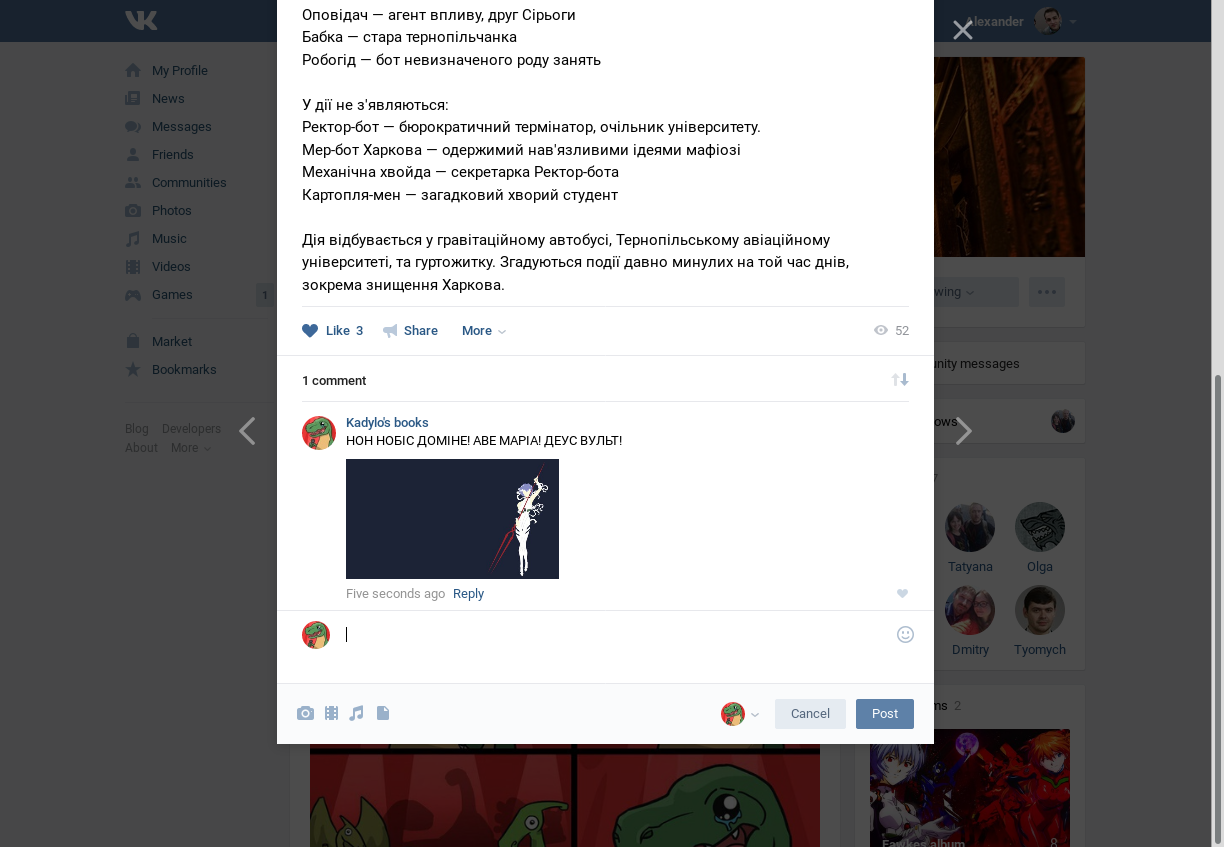 Оповідач — агент впливу, друг Сірьоги
Бабка — стара тернопільчанка
Робогід — бот невизначеного роду занять
У дії не з'являються:
Ректор-бот — бюрократичний термінатор, очільник університету.
Мер-бот Харкова — одержимий нав'язливими ідеями мафіозі
Механічна хвойда — секретарка Ректор-бота
Картопля-мен — загадковий хворий студент
Дія відбувається у гравітаційному автобусі, Тернопільському авіаційному
університеті, та гуртожитку. Згадуються події давно минулих на той час днів,
зокрема знищення Харкова.
Like 3 Share More 52
1 comment
Kadylo's books
НОН НОБІС ДОМІНЕ! АВЕ МАРІА! ДЕУС ВУЛЬТ!
Five seconds ago Reply
Cancel Post
Alexander
My Profile
News
Messages
Friends
Communities
Photos
Music
Videos
Games 1
Market
Bookmarks
Blog Developers
About More
wing
unity messages
ows
7
Tatyana Olga
Dmitry Tyomych
ms 2
Fawkes album 8